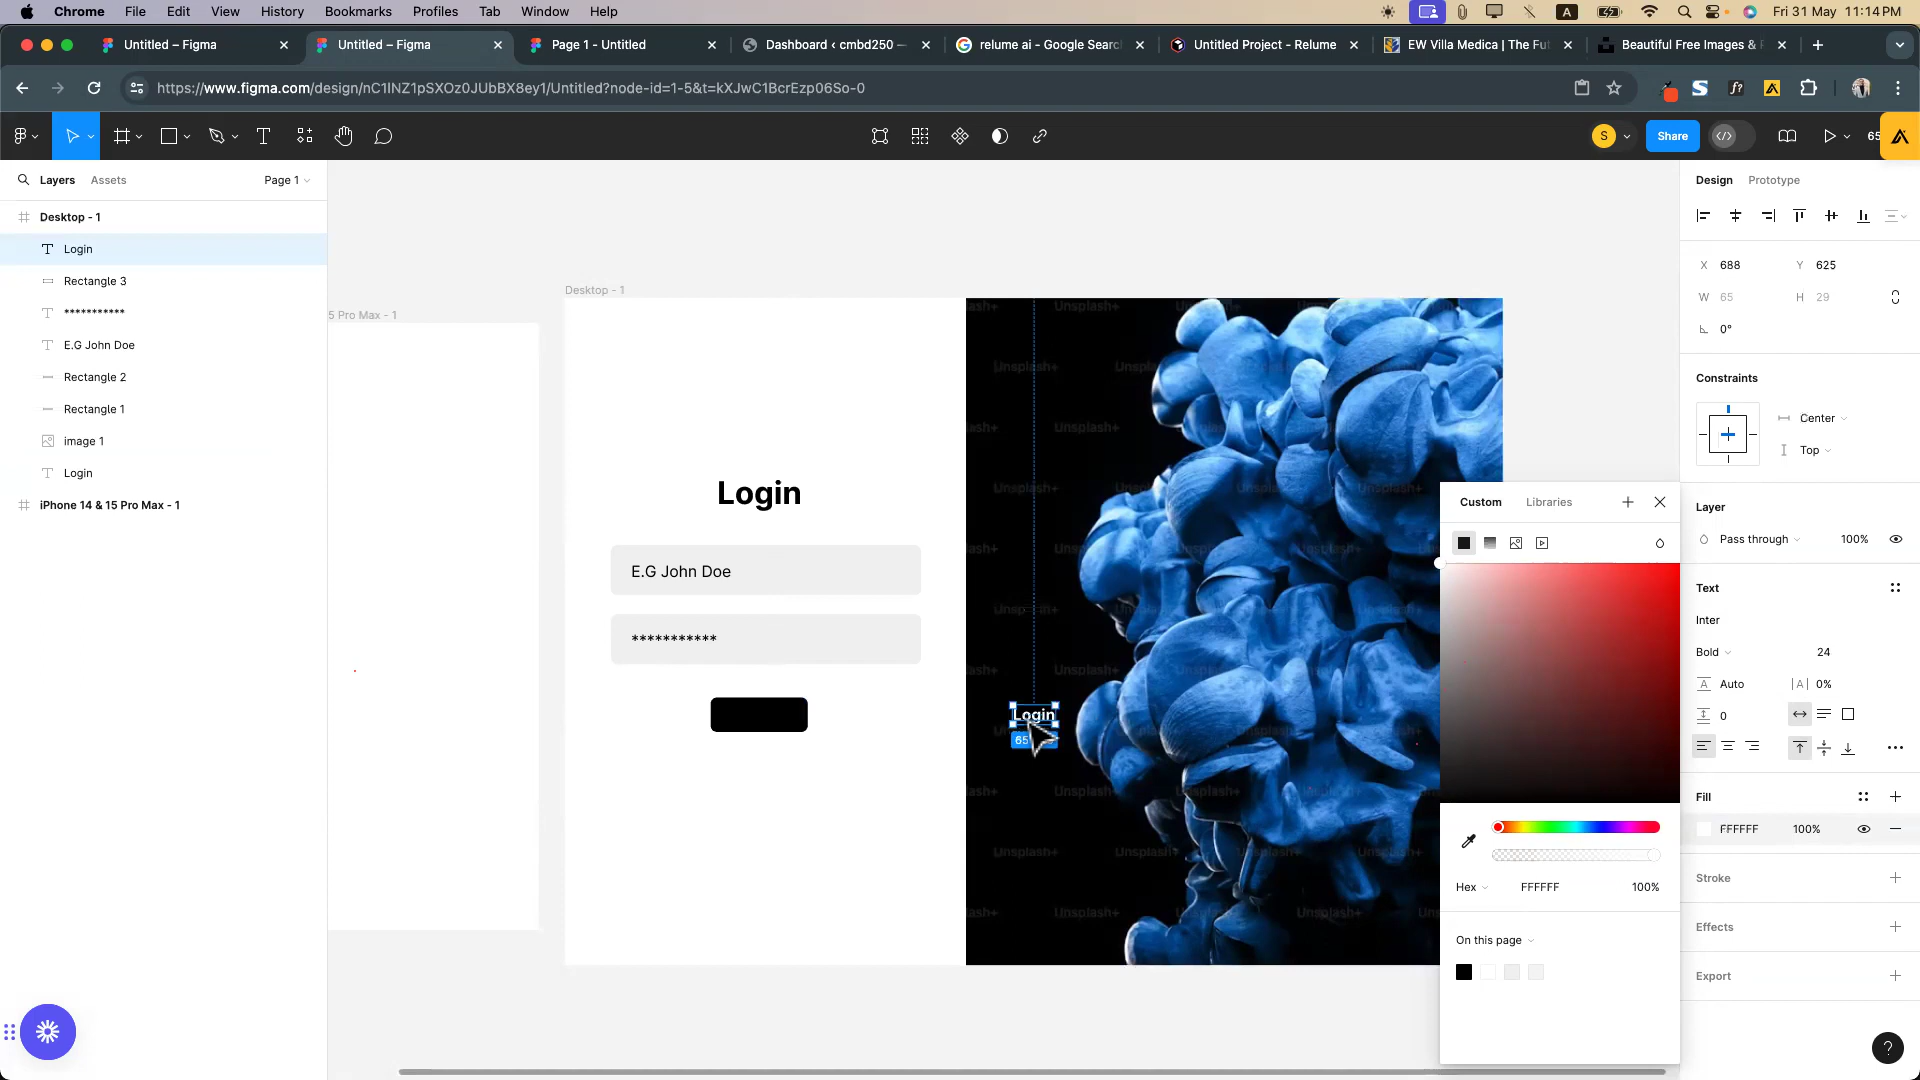 Chrome File Edit View History Bookmarks Profiles Tab Window Help A Fri 31 May 11:14 PM
Untitled – Figma Untitled – Figma Page 1 - Untitled Dashboard ‹ cmbd250 — relume ai - Google Searc Untitled Project - Relume EW Villa Medica | The Fut Beautiful Free Images &
https://www.figma.com/design/nC1INZ1pSXOz0JUbBX8ey1/Untitled?node-id=1-5&t=kXJwC1BcrEzp06So-0
S Share 65
Layers Assets Page 1
Design Prototype
Desktop - 1
Login
Rectangle 3
***********
E.G John Doe
Rectangle 2
Rectangle 1
image 1
Login
iPhone 14 & 15 Pro Max - 1
5 Pro Max - 1
Desktop - 1
Login
E.G John Doe
***********
Login
65
Unsplash+
Custom Libraries
Hex FFFFFF 100%
On this page
X 688 Y 625
W 65 H 29
0°
Constraints
Center
Top
Layer
Pass through 100%
Text
Inter
Bold 24
A Auto |A| 0%
0
Fill
FFFFFF 100%
Stroke
Effects
Export
?